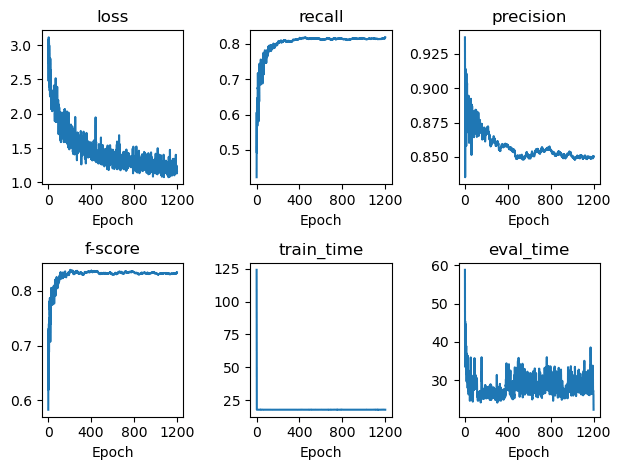 loss
3.0
2.5
2.0
1.5
1.0
0 400 800 1200
Epoch
recall
0.8
0.7
0.6
0.5
0 400 800 1200
Epoch
precision
0.925
0.900
0.875
0.850
0 400 800 1200
Epoch
f-score
0.8
0.7
0.6
0 400 800 1200
Epoch
train_time
125
100
75
50
25
0 400 800 1200
Epoch
eval_time
60
50
40
30
0 400 800 1200
Epoch